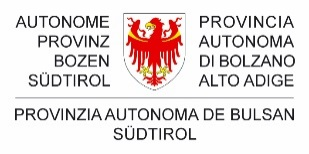 AUTONOME
PROVINZ
BOZEN
SÜDTIROL
PROVINCIA
AUTONOMA
DI BOLZANO
ALTO ADIGE
PROVINZIA AUTONOMA DE BULSAN
SÜDTIROL